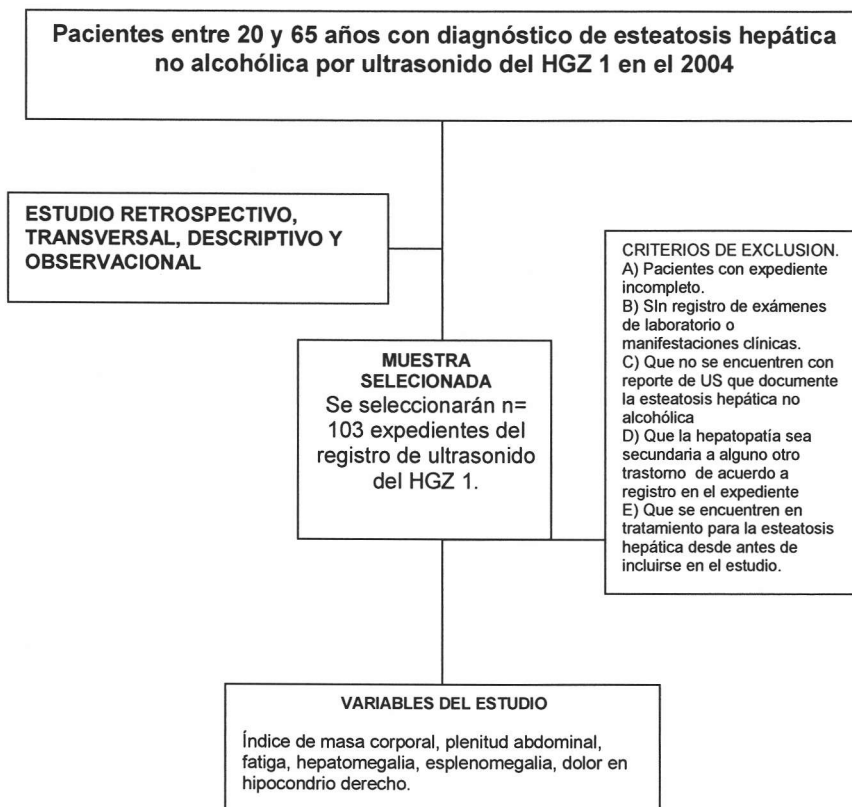 Pacientes entre 20 y 65 años con diagnóstico de esteatosis hepática
no alcohólica por ultrasonido del HGZ 1 en el 2004
ESTUDIO RETROSPECTIVO,
TRANSVERSAL, DESCRIPTIVO Y
OBSERVACIONAL
CRITERIOS DE EXCLUSION.
A) Pacientes con expediente
incompleto.
B) SIn registro de exámenes
de laboratorio o
manifestaciones clínicas.
C) Que no se encuentren con
reporte de US que documente
la esteatosis hepática no
alcohólica
D) Que la hepatopatía sea
secundaria a alguno otro
trastorno de acuerdo a
registro en el expediente
E) Que se encuentren en
tratamiento para la esteatosis
hepática desde antes de
incluirse en el estudio.
MUESTRA
SELECIONADA
Se seleccionarán n=
103 expedientes del
registro de ultrasonido
del HGZ 1.
VARIABLES DEL ESTUDIO
Índice de masa corporal, plenitud abdominal,
fatiga, hepatomegalia, esplenomegalia, dolor en
hipocondrio derecho.